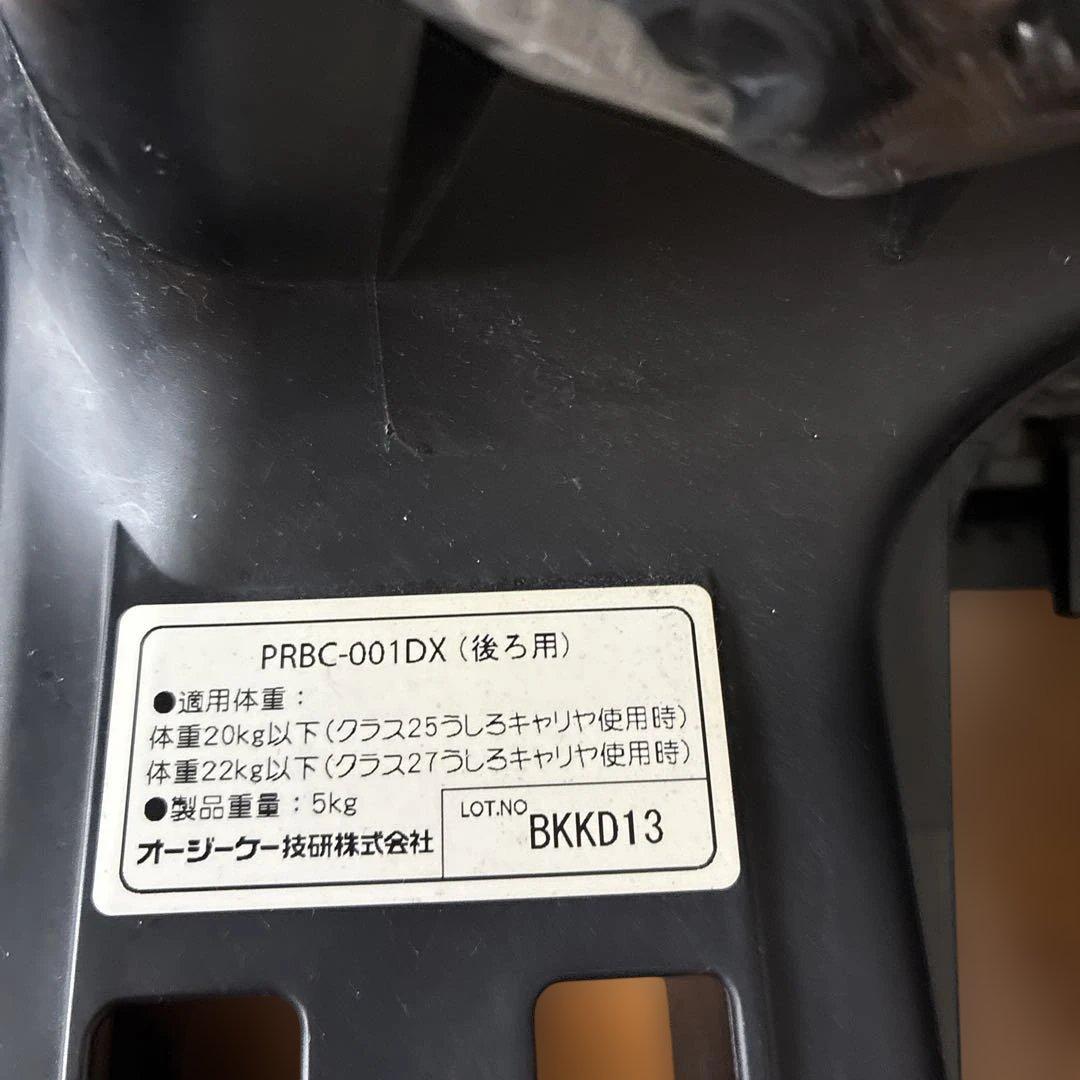 PRBC-001DX（後ろ用）
●適用体重：
体重20kg以下（クラス25うしろキャリヤ使用時）
体重22kg以下（クラス27うしろキャリヤ使用時）
●製品重量：5kg
オージーケー技研株式会社
LOT.NO BKKD13